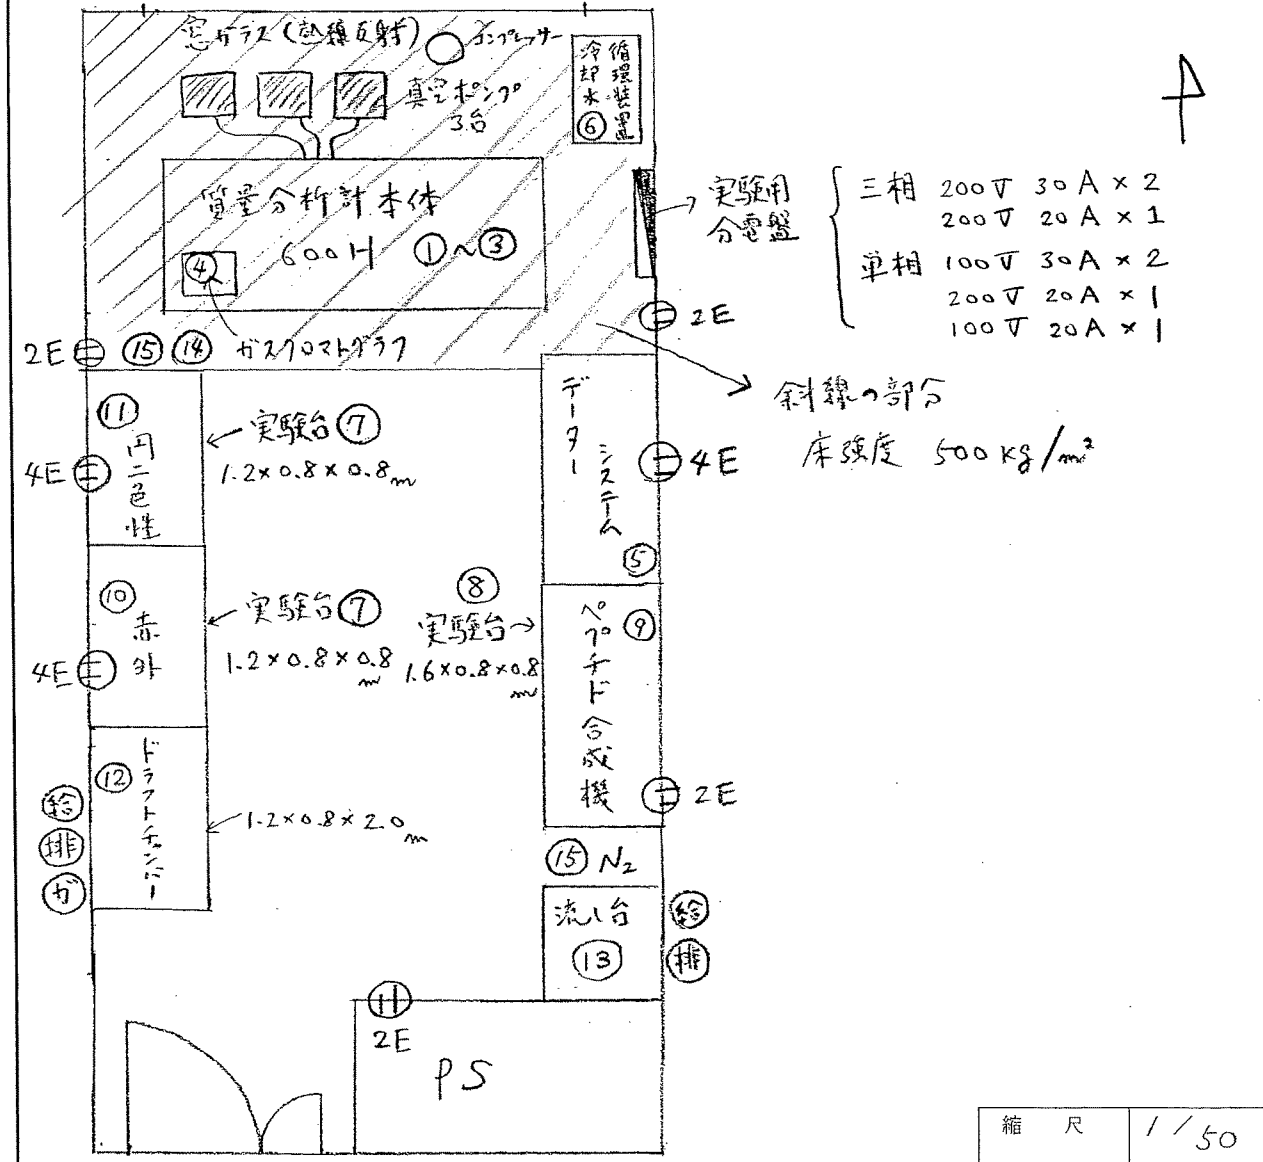 窓ガラス(熱線反射)
コンプレッサー
冷却水
循環装置
⑥
真空ポンプ
3台
質量分析計本体
600H ①~③
④
実験用
分電盤
三相 200V 30A×2
200V 20A×1
単相 100V 30A×2
200V 20A×1
100V 20A×1
2E
2E
⑮ ⑭ ガスクロマトグラフ
斜線の部分
床強度 500kg/m²
⑪
円二色性
4E
実験台⑦
1.2×0.8×0.8m
データー
システム
⑤
4E
⑩
赤外
4E
実験台⑦
1.2×0.8×0.8
m
⑧
実験台
1.6×0.8×0.8
m
ペプチド合成機
⑨
2E
⑫
ドラフトチャンバー
1.2×0.8×2.0m
給
排
ガ
⑮ N₂
流し台
⑬
給
排
2E
PS
縮尺 1/50